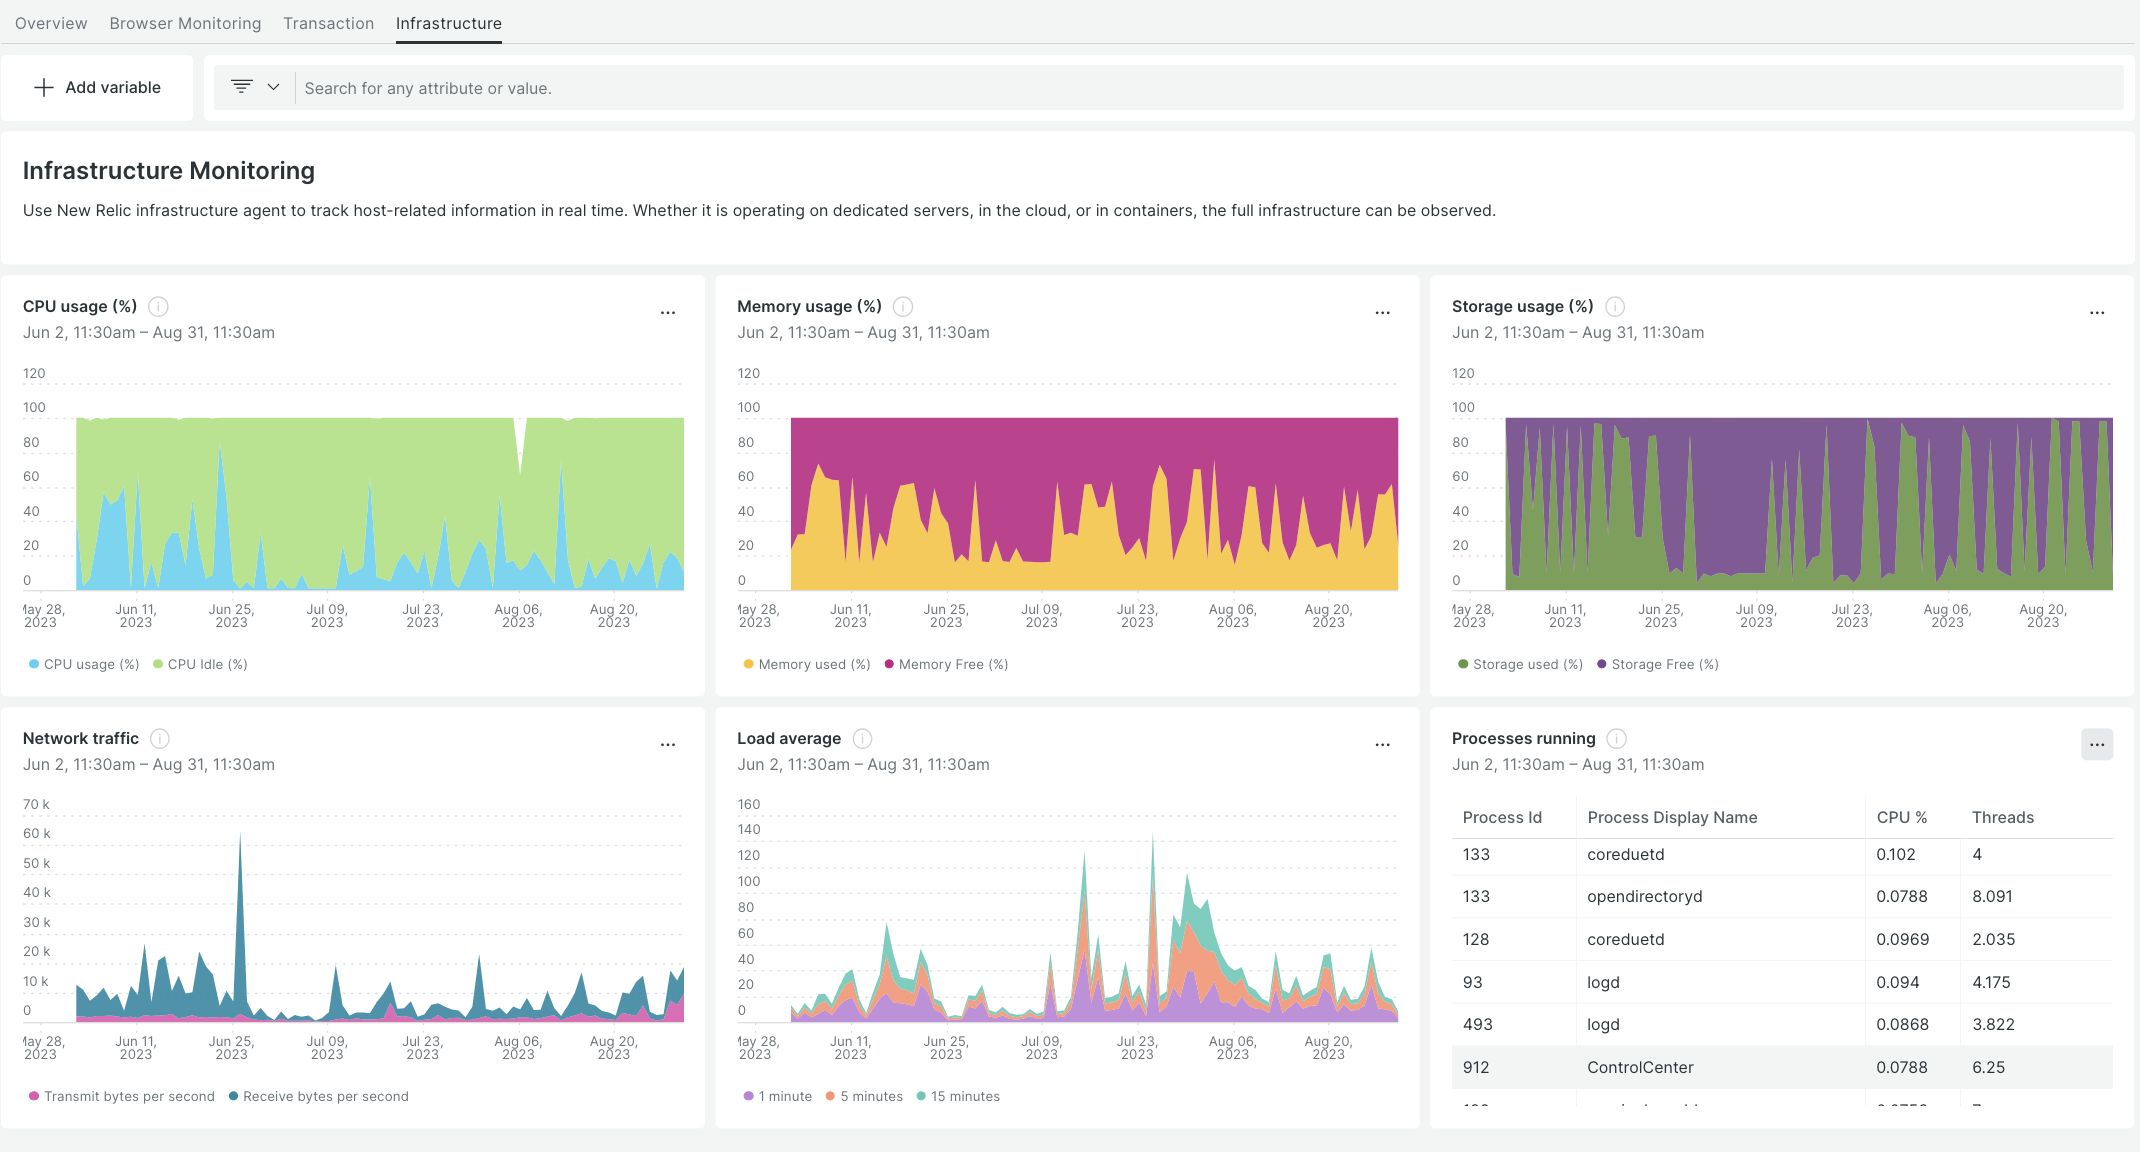 Overview Browser Monitoring Transaction Infrastructure
Add variable
Search for any attribute or value.
Infrastructure Monitoring
Use New Relic infrastructure agent to track host-related information in real time. Whether it is operating on dedicated servers, in the cloud, or in containers, the full infrastructure can be observed.
CPU usage (%)
Jun 2, 11:30am – Aug 31, 11:30am
120
100
80
60
40
20
0
28, Jun 11, Jun 25, Jul 09, Jul 23, Aug 06, Aug 20,
2023 2023 2023 2023 2023 2023 2023
CPU usage (%) CPU Idle (%)
Memory usage (%)
Jun 2, 11:30am – Aug 31, 11:30am
120
100
80
60
40
20
0
28, Jun 11, Jun 25, Jul 09, Jul 23, Aug 06, Aug 20,
2023 2023 2023 2023 2023 2023 2023
Memory used (%) Memory Free (%)
Storage usage (%)
Jun 2, 11:30am – Aug 31, 11:30am
120
100
80
60
40
20
0
28, Jun 11, Jun 25, Jul 09, Jul 23, Aug 06, Aug 20,
2023 2023 2023 2023 2023 2023 2023
Storage used (%) Storage Free (%)
Network traffic
Jun 2, 11:30am – Aug 31, 11:30am
70 k
60 k
50 k
40 k
30 k
20 k
10 k
0
28, Jun 11, Jun 25, Jul 09, Jul 23, Aug 06, Aug 20,
2023 2023 2023 2023 2023 2023 2023
Transmit bytes per second Receive bytes per second
Load average
Jun 2, 11:30am – Aug 31, 11:30am
160
140
120
100
80
60
40
20
0
28, Jun 11, Jun 25, Jul 09, Jul 23, Aug 06, Aug 20,
2023 2023 2023 2023 2023 2023 2023
1 minute 5 minutes 15 minutes
Processes running
Jun 2, 11:30am – Aug 31, 11:30am
Process Id Process Display Name CPU % Threads
133 coreduetd 0.102 4
133 opendirectoryd 0.0788 8.091
128 coreduetd 0.0969 2.035
93 logd 0.094 4.175
493 logd 0.0868 3.822
912 ControlCenter 0.0788 6.25